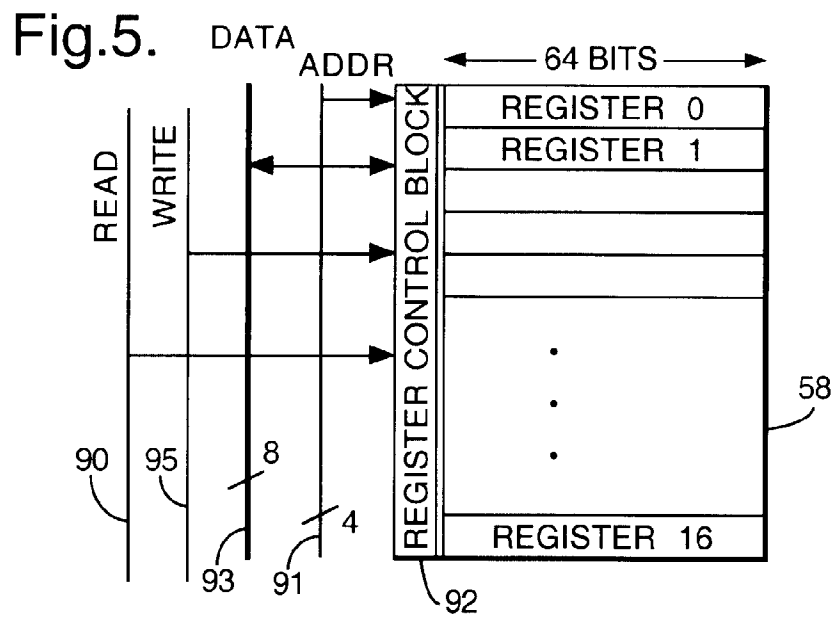 Fig.5.
DATA
ADDR
64 BITS
READ
WRITE
REGISTER CONTROL BLOCK
REGISTER 0
REGISTER 1
58
90
95
8
4
93
91
REGISTER 16
92